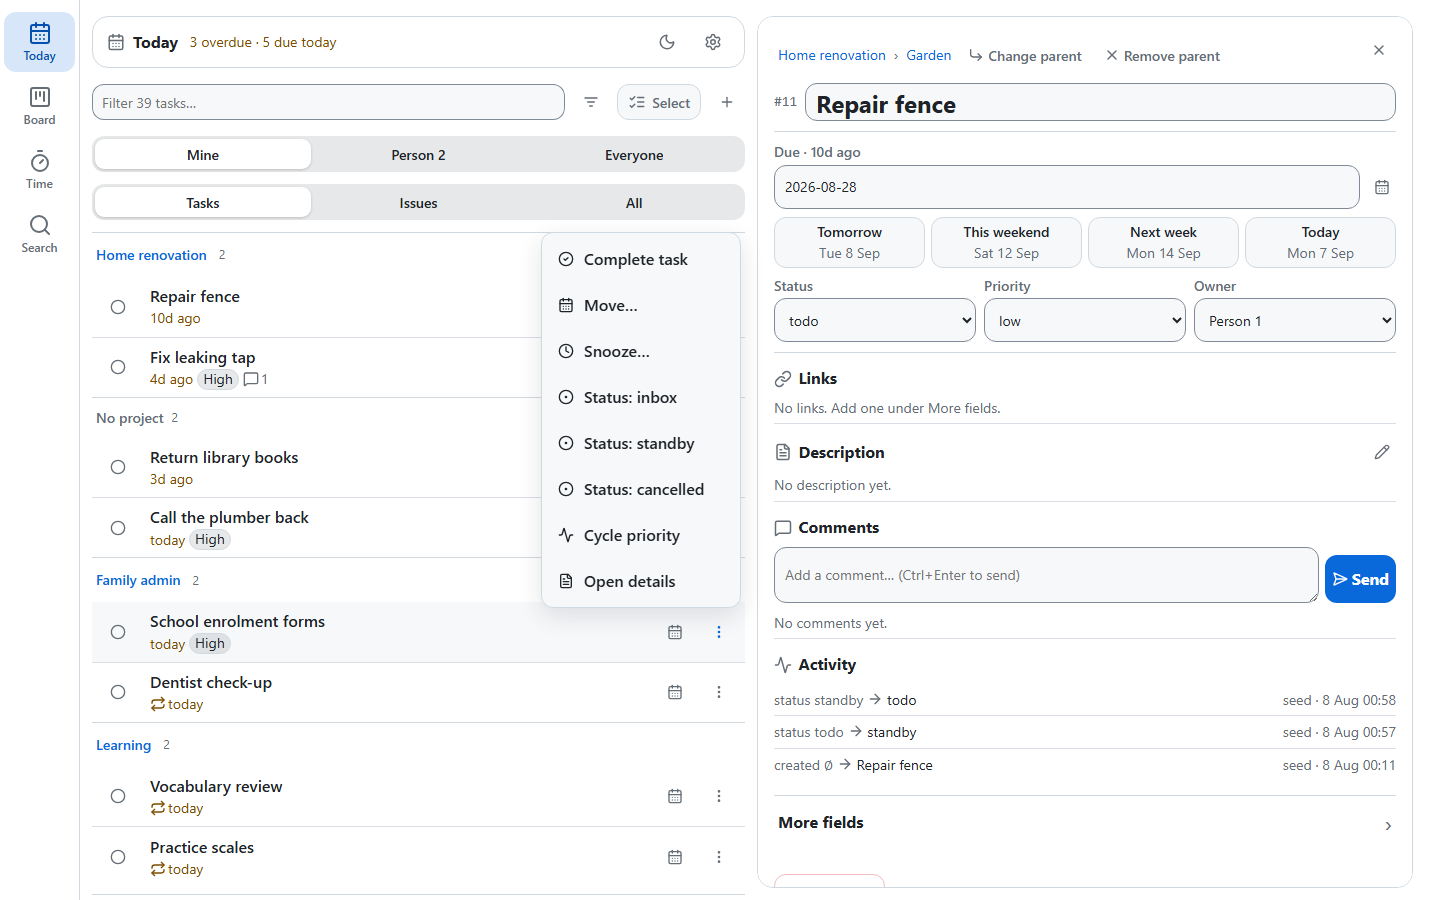 Today
Board
Time
Search
Today 3 overdue · 5 due today
Filter 39 tasks...
Select
Mine
Person 2
Everyone
Tasks
Issues
All
Home renovation 2
Repair fence
10d ago
Fix leaking tap
4d ago High 1
No project 2
Return library books
3d ago
Call the plumber back
today High
Family admin 2
School enrolment forms
today High
Dentist check-up
today
Learning 2
Vocabulary review
today
Practice scales
today
Complete task
Move...
Snooze...
Status: inbox
Status: standby
Status: cancelled
Cycle priority
Open details
Home renovation › Garden Change parent Remove parent
#11 Repair fence
Due · 10d ago
2026-08-28
Tomorrow
Tue 8 Sep
This weekend
Sat 12 Sep
Next week
Mon 14 Sep
Today
Mon 7 Sep
Status
todo
Priority
low
Owner
Person 1
Links
No links. Add one under More fields.
Description
No description yet.
Comments
Add a comment... (Ctrl+Enter to send)
Send
No comments yet.
Activity
status standby → todo seed · 8 Aug 00:58
status todo → standby seed · 8 Aug 00:57
created ∅ → Repair fence seed · 8 Aug 00:11
More fields